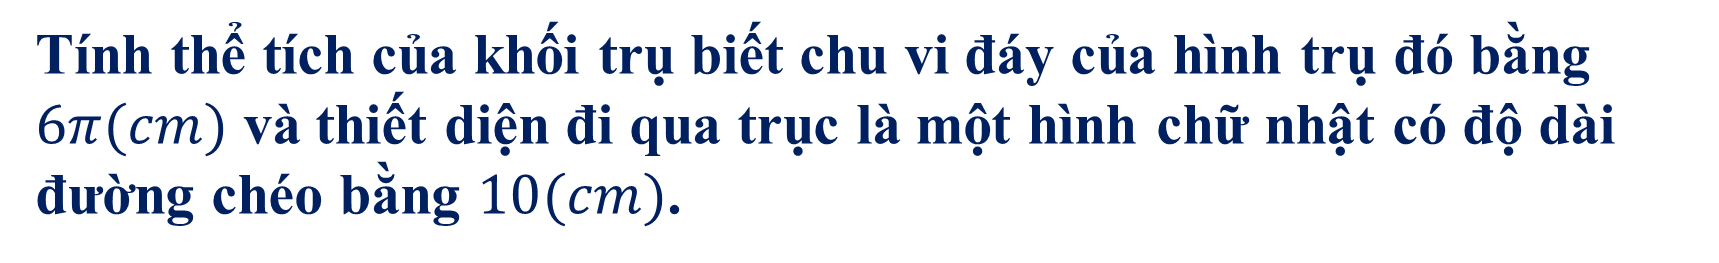 Tính thể tích của khối trụ biết chu vi đáy của hình trụ đó bằng
6π(cm) và thiết diện đi qua trục là một hình chữ nhật có độ dài
đường chéo bằng 10(cm).